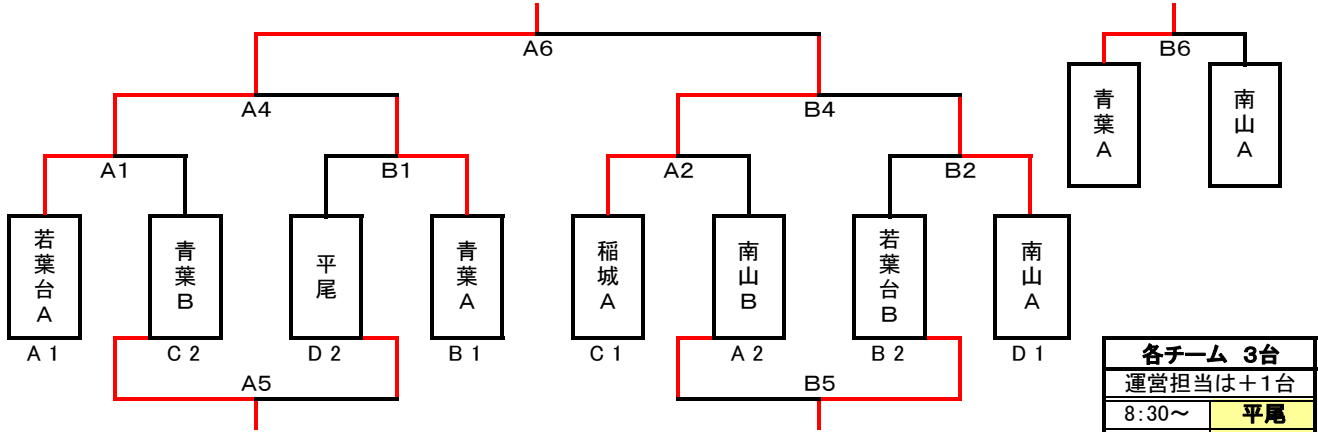 A6
B6
青葉A
南山A
A4
B4
A1
B1
A2
B2
若葉台A
青葉B
平尾
青葉A
稲城A
南山B
若葉台B
南山A
A1
C2
D2
B1
C1
A2
B2
D1
A5
B5
各チーム 3台
運営担当は+1台
8:30~ 平尾